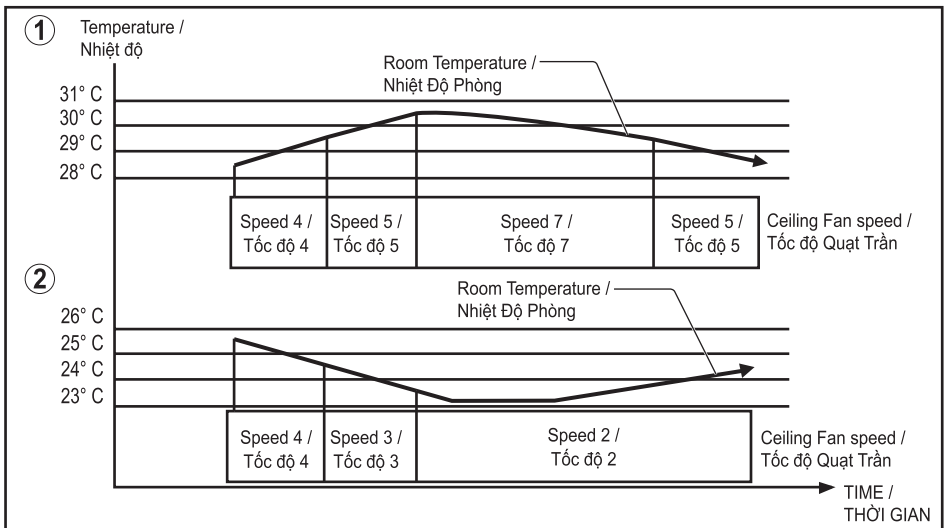 1
Temperature /
Nhiệt độ
Room Temperature /
Nhiệt Độ Phòng
31° C
30° C
29° C
28° C
Speed 4 /
Tốc độ 4
Speed 5 /
Tốc độ 5
Speed 7 /
Tốc độ 7
Speed 5 /
Tốc độ 5
Ceiling Fan speed /
Tốc độ Quạt Trần
2
Room Temperature /
Nhiệt Độ Phòng
26° C
25° C
24° C
23° C
Speed 4 /
Tốc độ 4
Speed 3 /
Tốc độ 3
Speed 2 /
Tốc độ 2
Ceiling Fan speed /
Tốc độ Quạt Trần
TIME /
THỜI GIAN